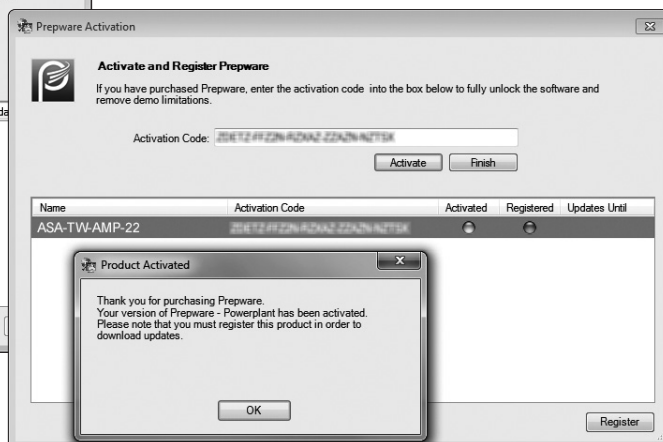 Prepware Activation
Activate and Register Prepware
If you have purchased Prepware, enter the activation code into the box below to fully unlock the software and
remove demo limitations.
Activation Code:
Activate Finish
Name Activation Code Activated Registered Updates Until
ASA-TW-AMP-22
Product Activated
Thank you for purchasing Prepware.
Your version of Prepware - Powerplant has been activated.
Please note that you must register this product in order to
download updates.
OK
Register